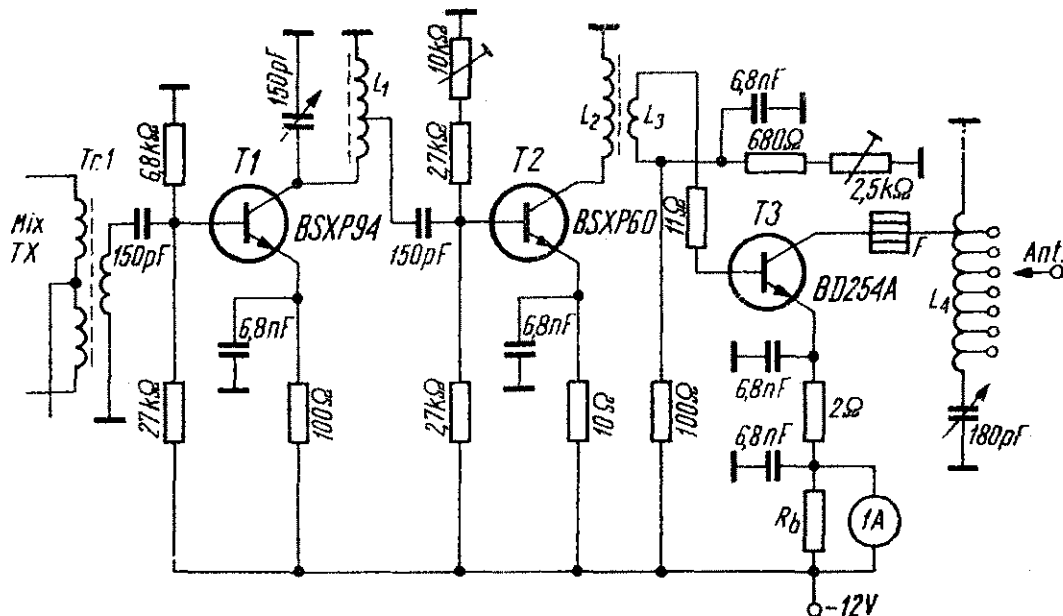 Tr.1
Mix
TX
150pF
6,8kΩ
27kΩ
T1
BSXP94
6,8nF
100Ω
150pF
L1
150pF
10kΩ
2,7kΩ
2,7kΩ
T2
BSXP60
6,8nF
10Ω
L2
L3
100Ω
6,8nF
680Ω
2,5kΩ
11Ω
T3
BD254A
F
L4
Ant.
180pF
6,8nF
2Ω
6,8nF
Rb
1A
-12V